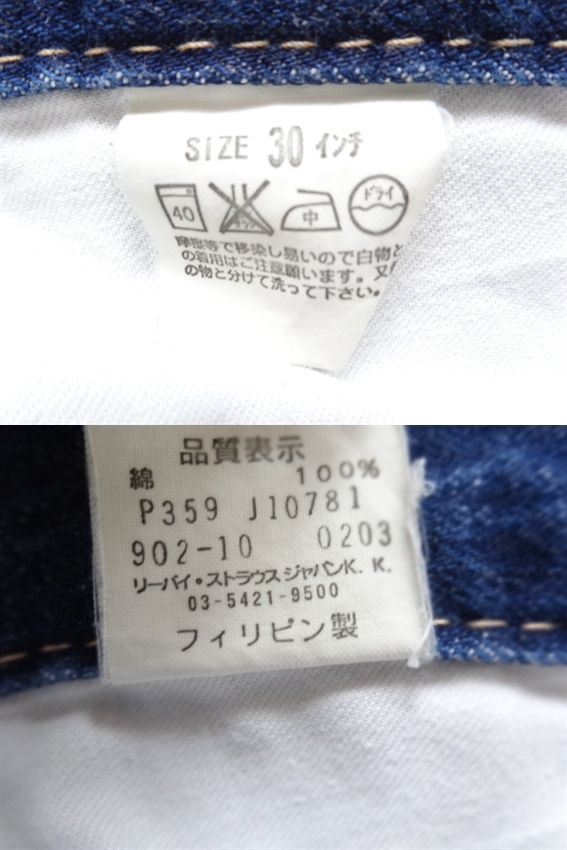 SIZE 30 インチ
40 中 ドライ
摩擦等で移染し易いので白物と
の着用はご注意願います。又
の物と分けて洗って下さい。
品質表示
綿 100%
P359 J10781
902-10 0203
リーバイ・ストラウスジャパンK.K.
03-5421-9500
フィリピン製